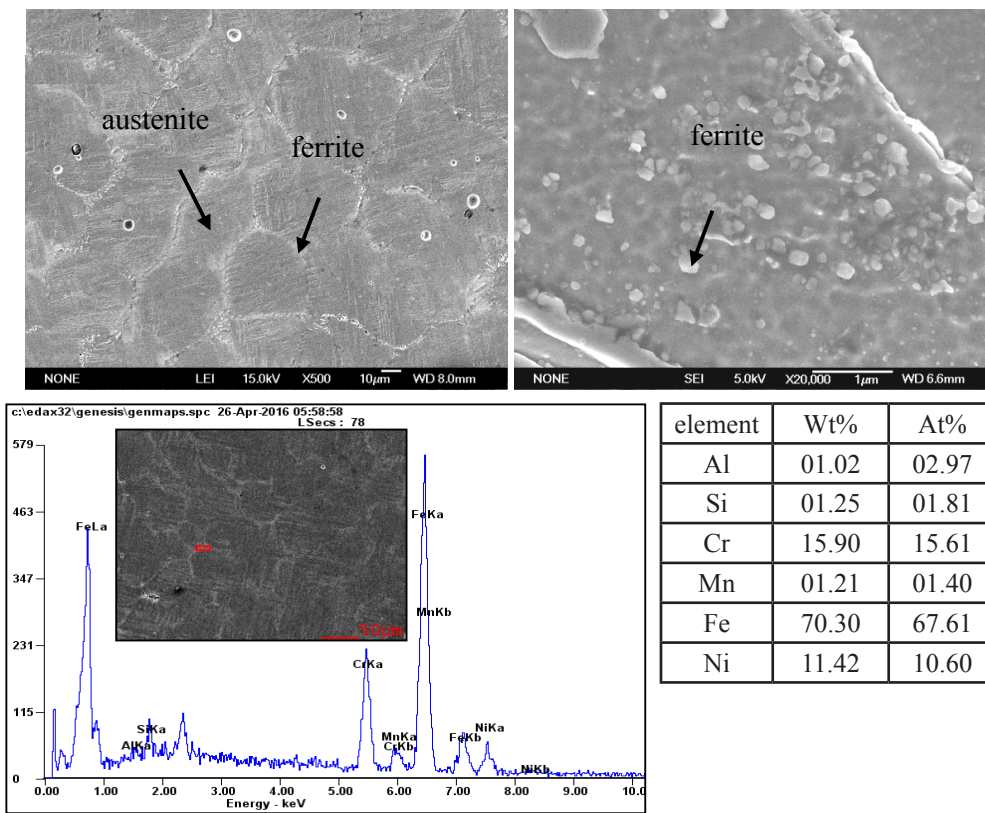 austenite
ferrite
NONE LEI 15.0kV X500 10μm WD 8.0mm
ferrite
NONE SEI 5.0kV X20,000 1μm WD 6.6mm
c:\edax32\genesis\genmaps.spc 26-Apr-2016 05:58:58
LSecs : 78
579
463
347
231
115
0
FeLa
AlKa
SiKa
CrKa
MnKa
CrKb
FeKa
MnKb
FeKb
NiKa
NiKb
50μm
0.00 1.00 2.00 3.00 4.00 5.00 6.00 7.00 8.00 9.00 10.0
Energy - keV
element Wt% At%
Al 01.02 02.97
Si 01.25 01.81
Cr 15.90 15.61
Mn 01.21 01.40
Fe 70.30 67.61
Ni 11.42 10.60